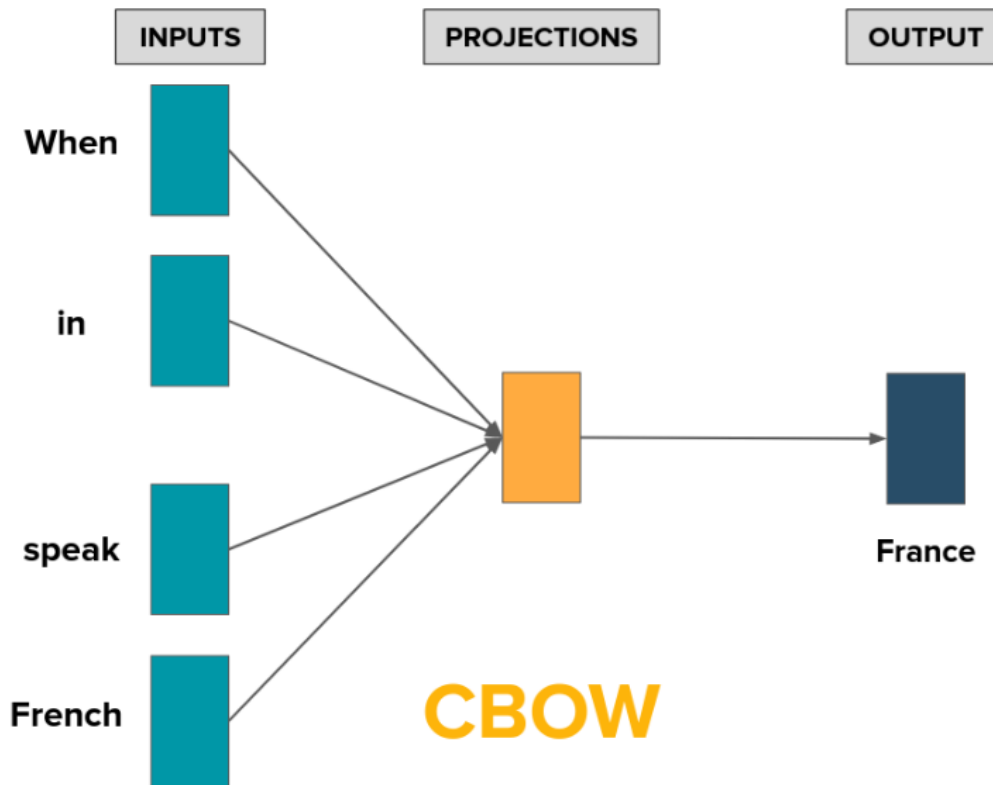 INPUTS
PROJECTIONS
OUTPUT
When
in
speak
France
French
CBOW